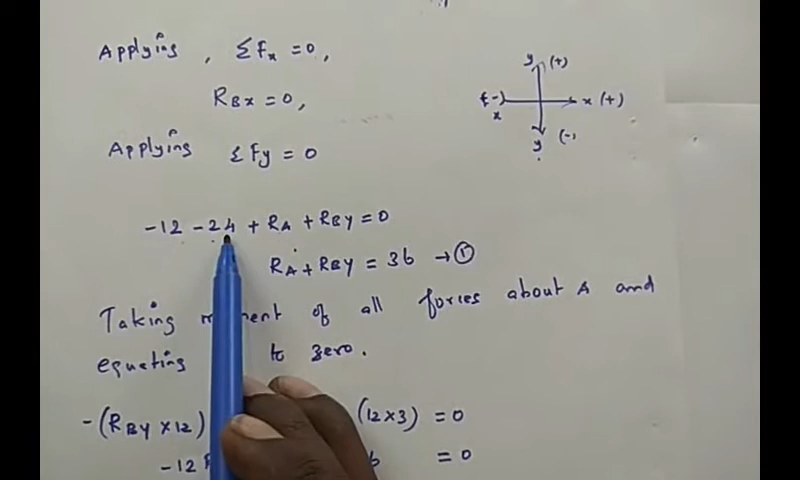 Applying , ΣFx = 0,
RBx = 0,
Applying ΣFy = 0
y (+)
(-) x (+)
x
y (-)
-12 -24 + RA + RBY = 0
RA + RBY = 36 → ①
Taking of all forces about A and
equating to zero.
-(RBY × 12) (12×3) = 0
-12 = 0